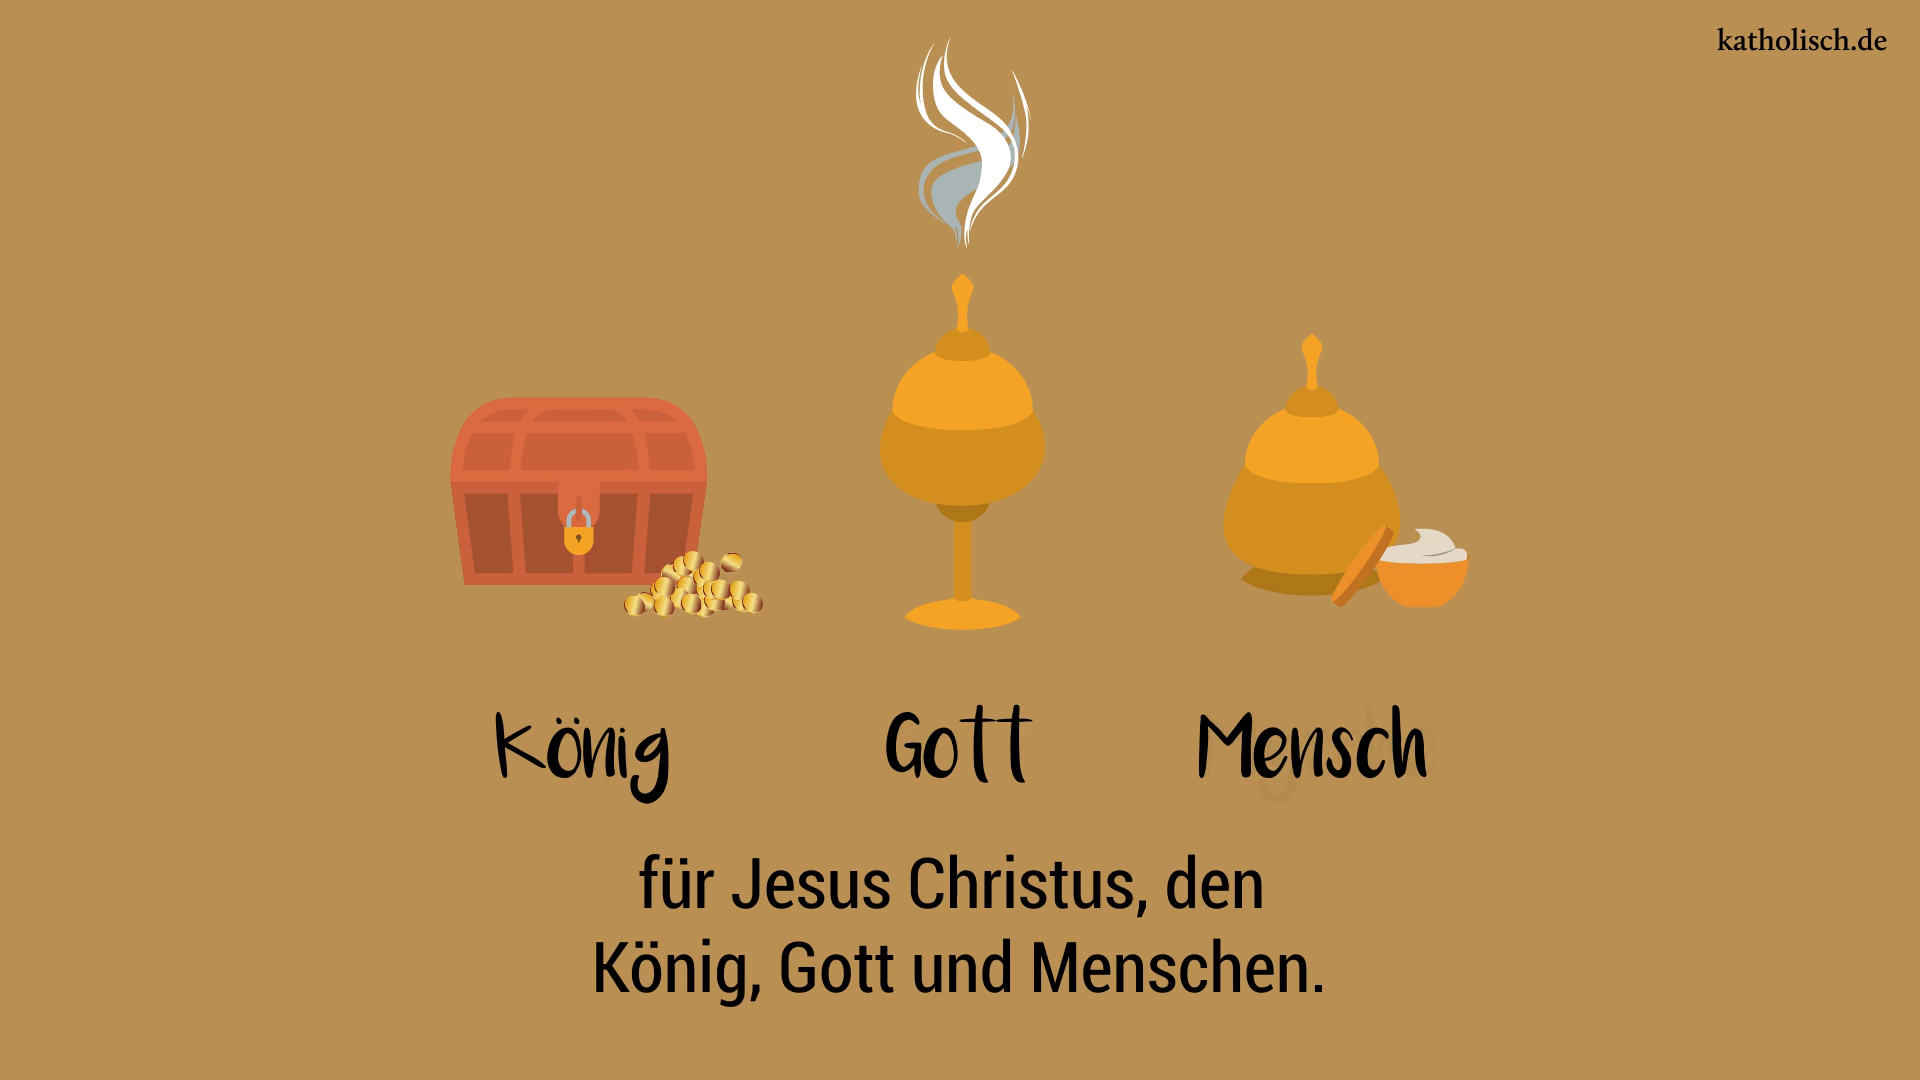 katholisch.de
König Gott Mensch
für Jesus Christus, den
König, Gott und Menschen.